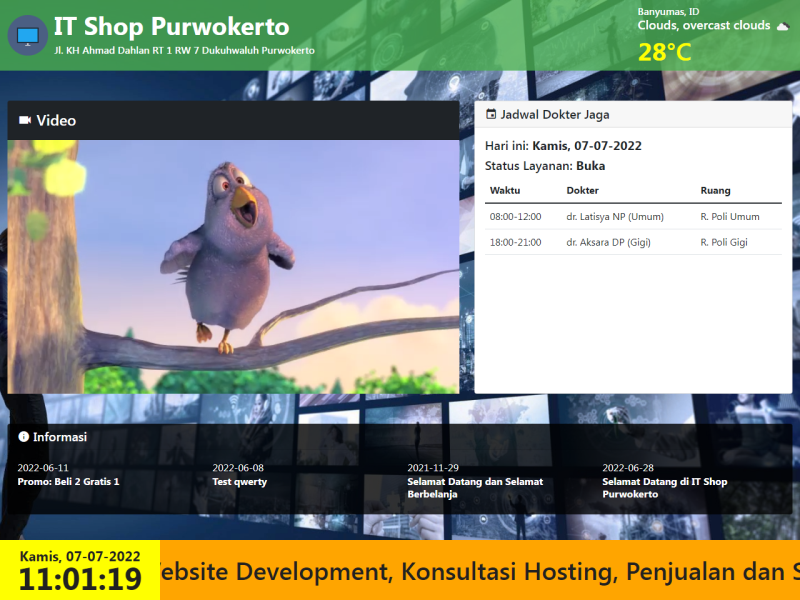 IT Shop Purwokerto
Jl. KH Ahmad Dahlan RT 1 RW 7 Dukuhwaluh Purwokerto
Banyumas, ID
Clouds, overcast clouds
28°C
Video
Jadwal Dokter Jaga
Hari ini: Kamis, 07-07-2022
Status Layanan: Buka
Waktu Dokter Ruang
08:00-12:00 dr. Latisya NP (Umum) R. Poli Umum
18:00-21:00 dr. Aksara DP (Gigi) R. Poli Gigi
Informasi
2022-06-11
Promo: Beli 2 Gratis 1
2022-06-08
Test qwerty
2021-11-29
Selamat Datang dan Selamat
Berbelanja
2022-06-28
Selamat Datang di IT Shop
Purwokerto
Kamis, 07-07-2022
11:01:19
ebsite Development, Konsultasi Hosting, Penjualan dan S